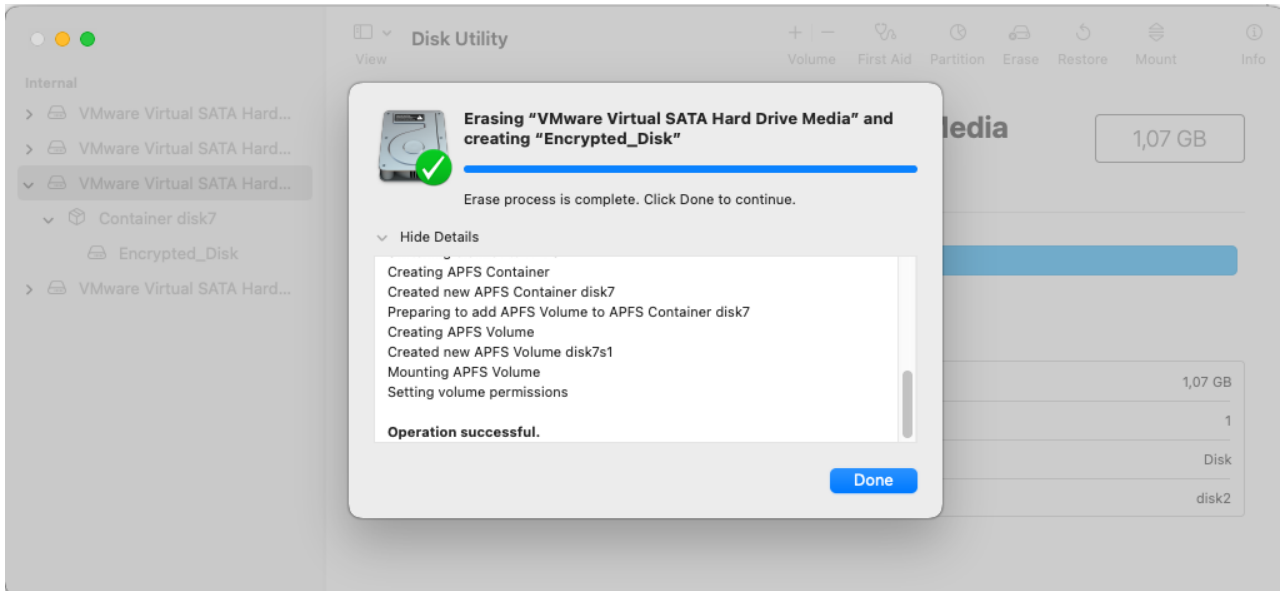 Disk Utility
View
Volume
First Aid
Partition
Erase
Restore
Mount
Info
Internal
VMware Virtual SATA Hard...
VMware Virtual SATA Hard...
VMware Virtual SATA Hard...
Container disk7
Encrypted_Disk
VMware Virtual SATA Hard...
Erasing “VMware Virtual SATA Hard Drive Media” and
creating “Encrypted_Disk”
Erase process is complete. Click Done to continue.
Hide Details
Creating APFS Container
Created new APFS Container disk7
Preparing to add APFS Volume to APFS Container disk7
Creating APFS Volume
Created new APFS Volume disk7s1
Mounting APFS Volume
Setting volume permissions
Operation successful.
Done
1,07 GB
1,07 GB
1
Disk
disk2